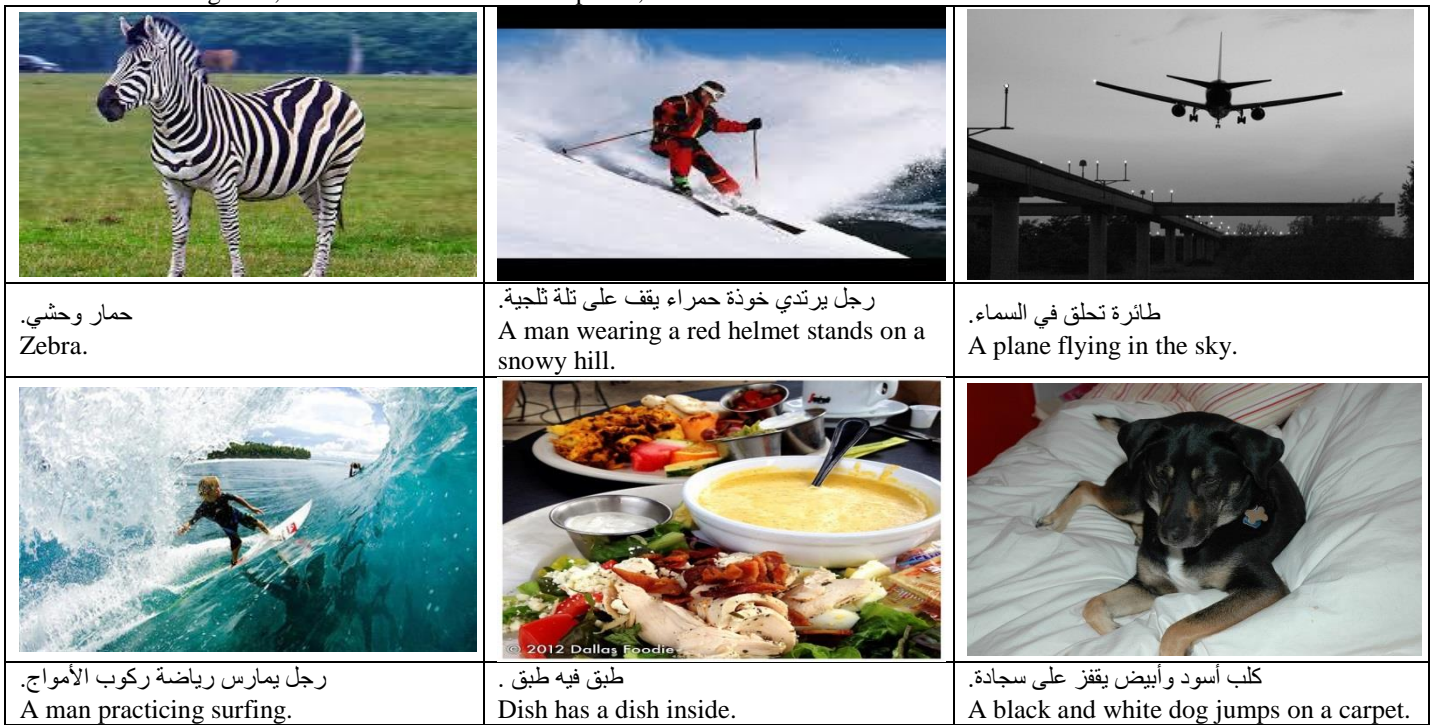 حمار وحشي.
Zebra.
رجل يرتدي خوذة حمراء يقف على تلة ثلجية.
A man wearing a red helmet stands on a
snowy hill.
طائرة تحلق في السماء.
A plane flying in the sky.
© 2012 Dallas Foodie
رجل يمارس رياضة ركوب الأمواج.
A man practicing surfing.
طبق فيه طبق .
Dish has a dish inside.
كلب أسود وأبيض يقفز على سجادة.
A black and white dog jumps on a carpet.